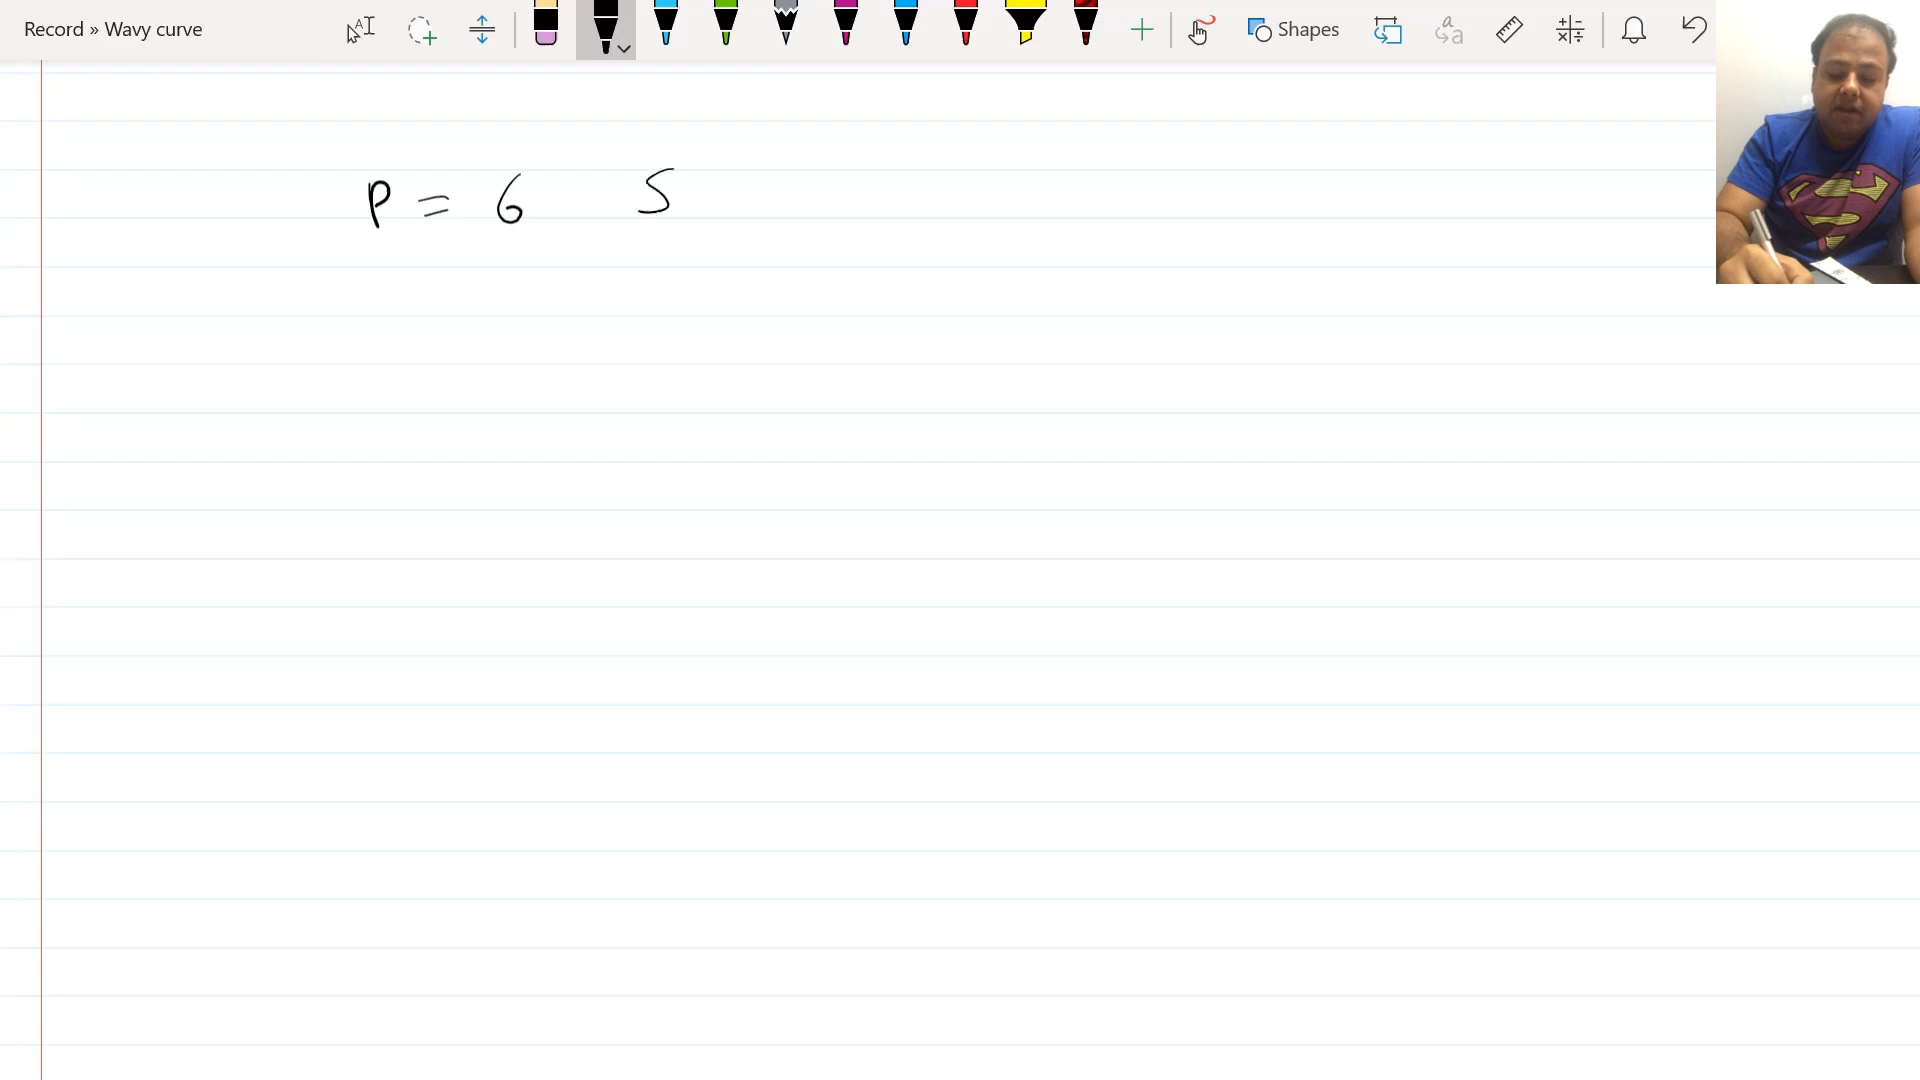 Record » Wavy curve
Shapes
P = 6 S